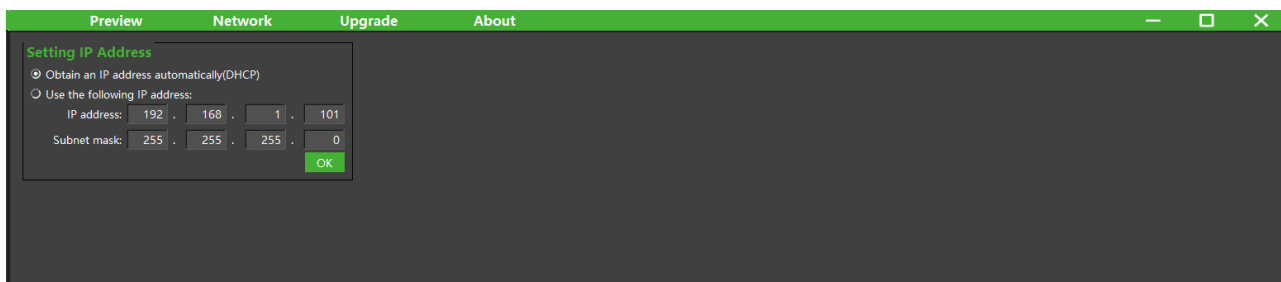 Preview Network Upgrade About
Setting IP Address
Obtain an IP address automatically(DHCP)
Use the following IP address:
IP address: 192 . 168 . 1 . 101
Subnet mask: 255 . 255 . 255 . 0
OK